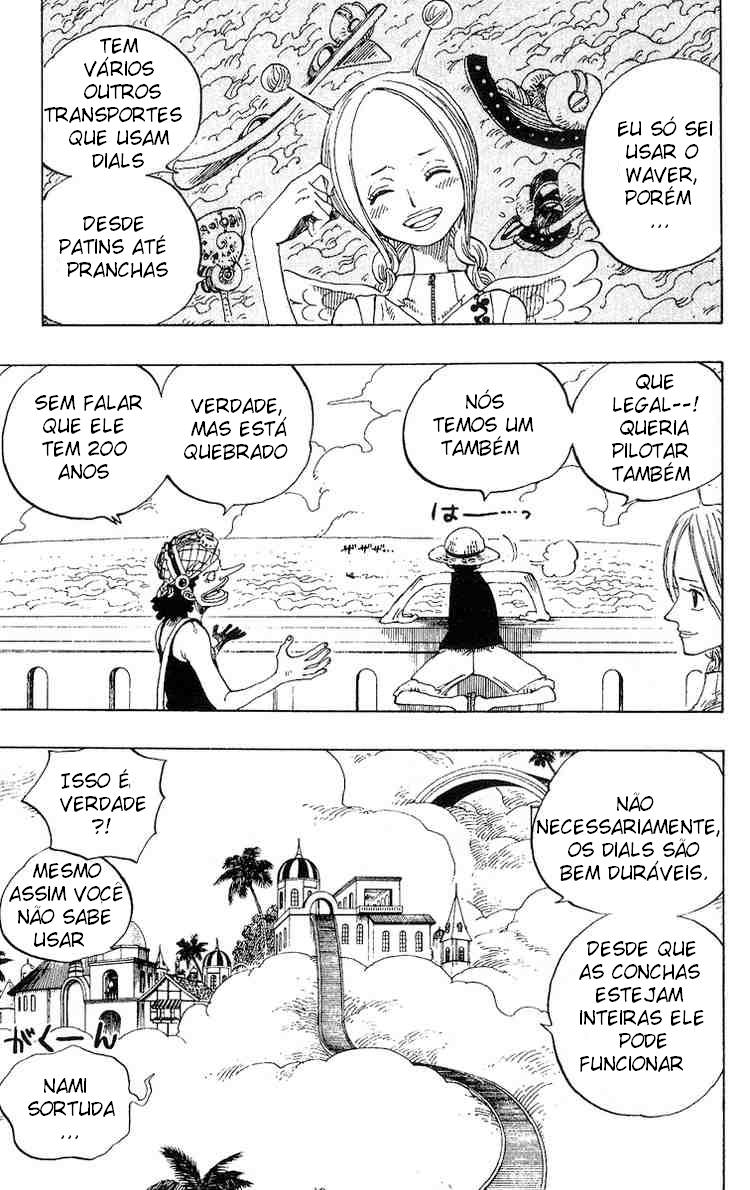 EU SÓ SEI
USAR O
WAVER,
PORÉM
...
TEM
VÁRIOS
OUTROS
TRANSPORTES
QUE USAM
DIALS
DESDE
PATINS ATÉ
PRANCHAS
QUE
LEGAL--!
QUERIA
PILOTAR
TAMBÉM
NÓS
TEMOS UM
TAMBÉM
VERDADE,
MAS ESTÁ
QUEBRADO
SEM FALAR
QUE ELE
TEM 200
ANOS
はー…っ
ザザザ...
NÃO
NECESSARIAMENTE,
OS DIALS SÃO
BEM DURÁVEIS.
DESDE QUE
AS CONCHAS
ESTEJAM
INTEIRAS ELE
PODE
FUNCIONAR
ISSO É
VERDADE
?!
MESMO
ASSIM VOCÊ
NÃO SABE
USAR
がくーん
NAMI
SORTUDA
...